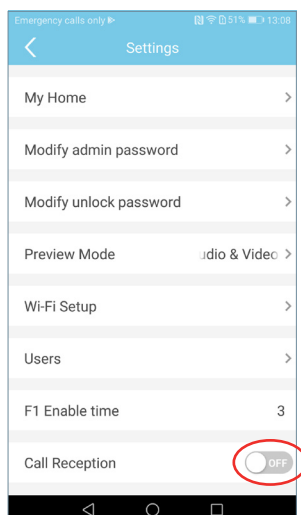 Emergency calls only 51% 13:08
Settings
My Home
Modify admin password
Modify unlock password
Preview Mode udio & Video
Wi-Fi Setup
Users
F1 Enable time 3
Call Reception OFF